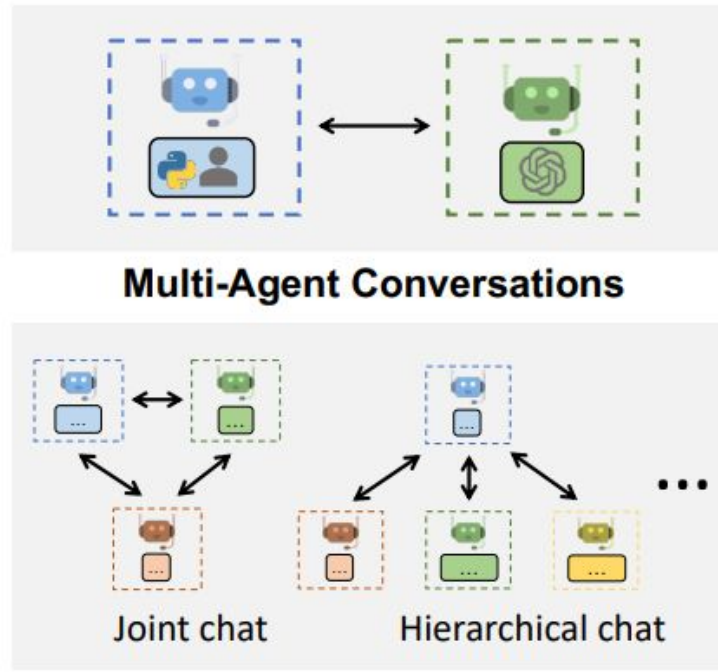 Multi-Agent Conversations
... ...
...
... ... ... ...
...
Joint chat Hierarchical chat